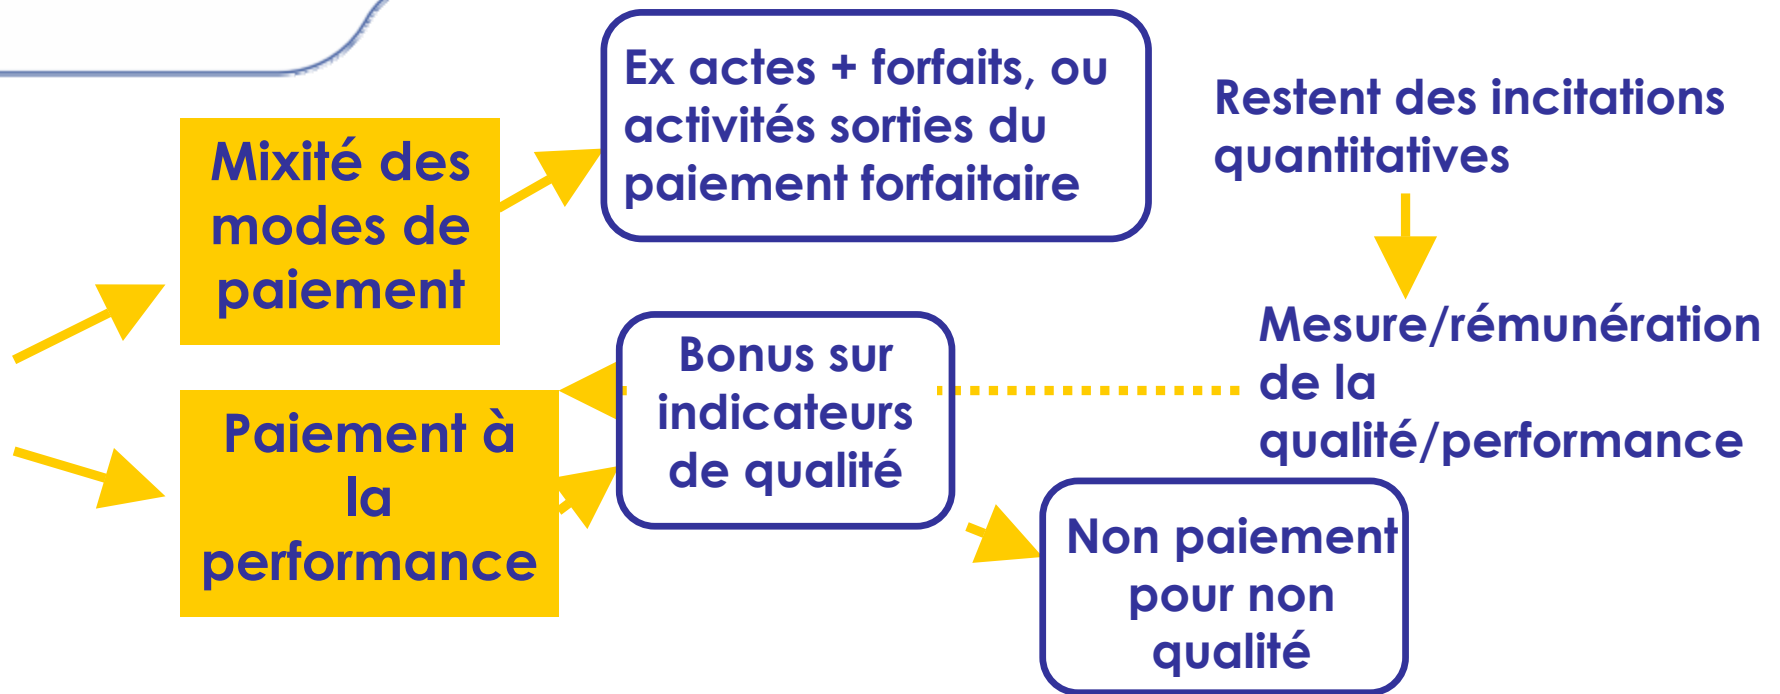 Mixité des
modes de
paiement
Ex actes + forfaits, ou
activités sorties du
paiement forfaitaire
Restent des incitations
quantitatives
Mesure/rémunération
de la
qualité/performance
Paiement à
la
performance
Bonus sur
indicateurs
de qualité
Non paiement
pour non
qualité